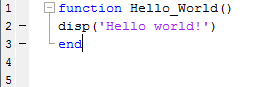 1 function Hello_World()
2 – disp('Hello world!')
3 – end
4
5